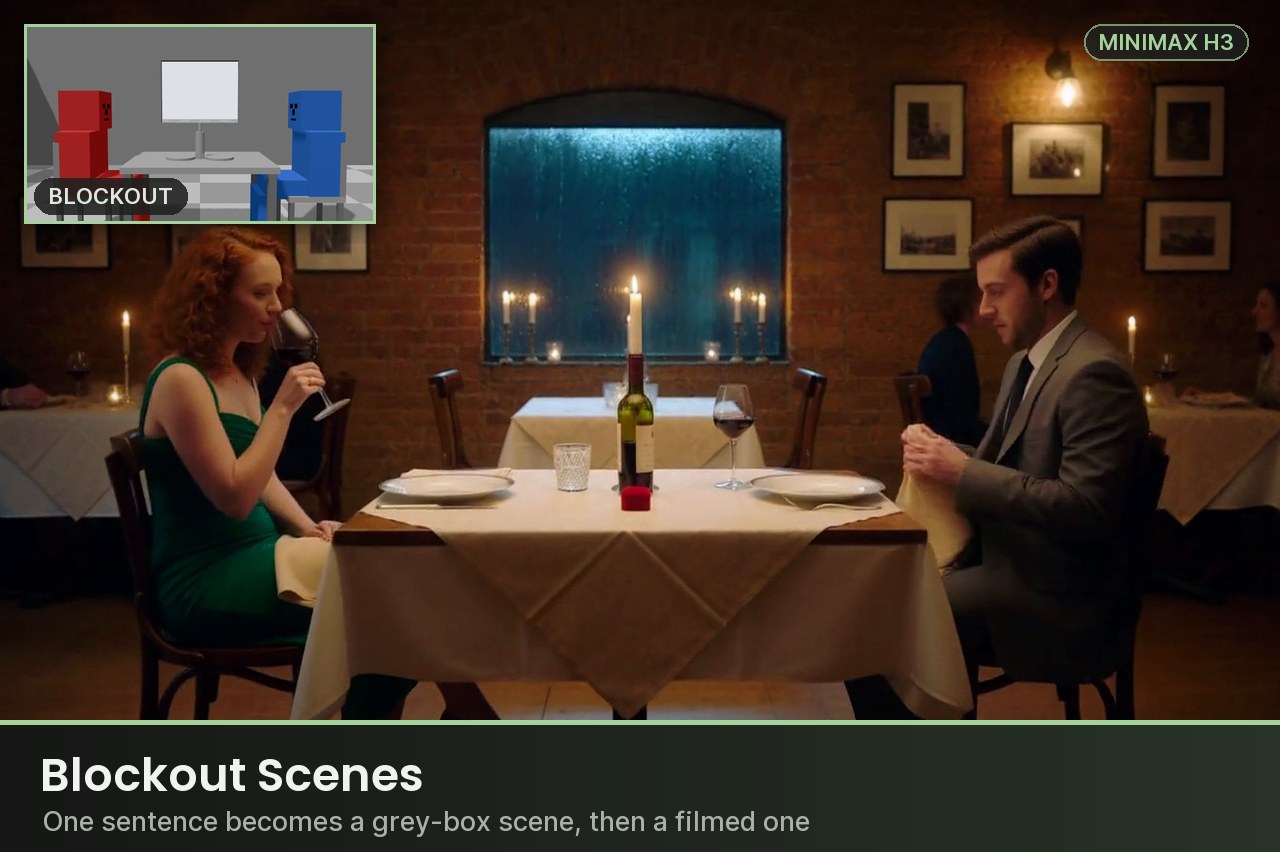 MINIMAX H3
BLOCKOUT
Blockout Scenes
One sentence becomes a grey-box scene, then a filmed one